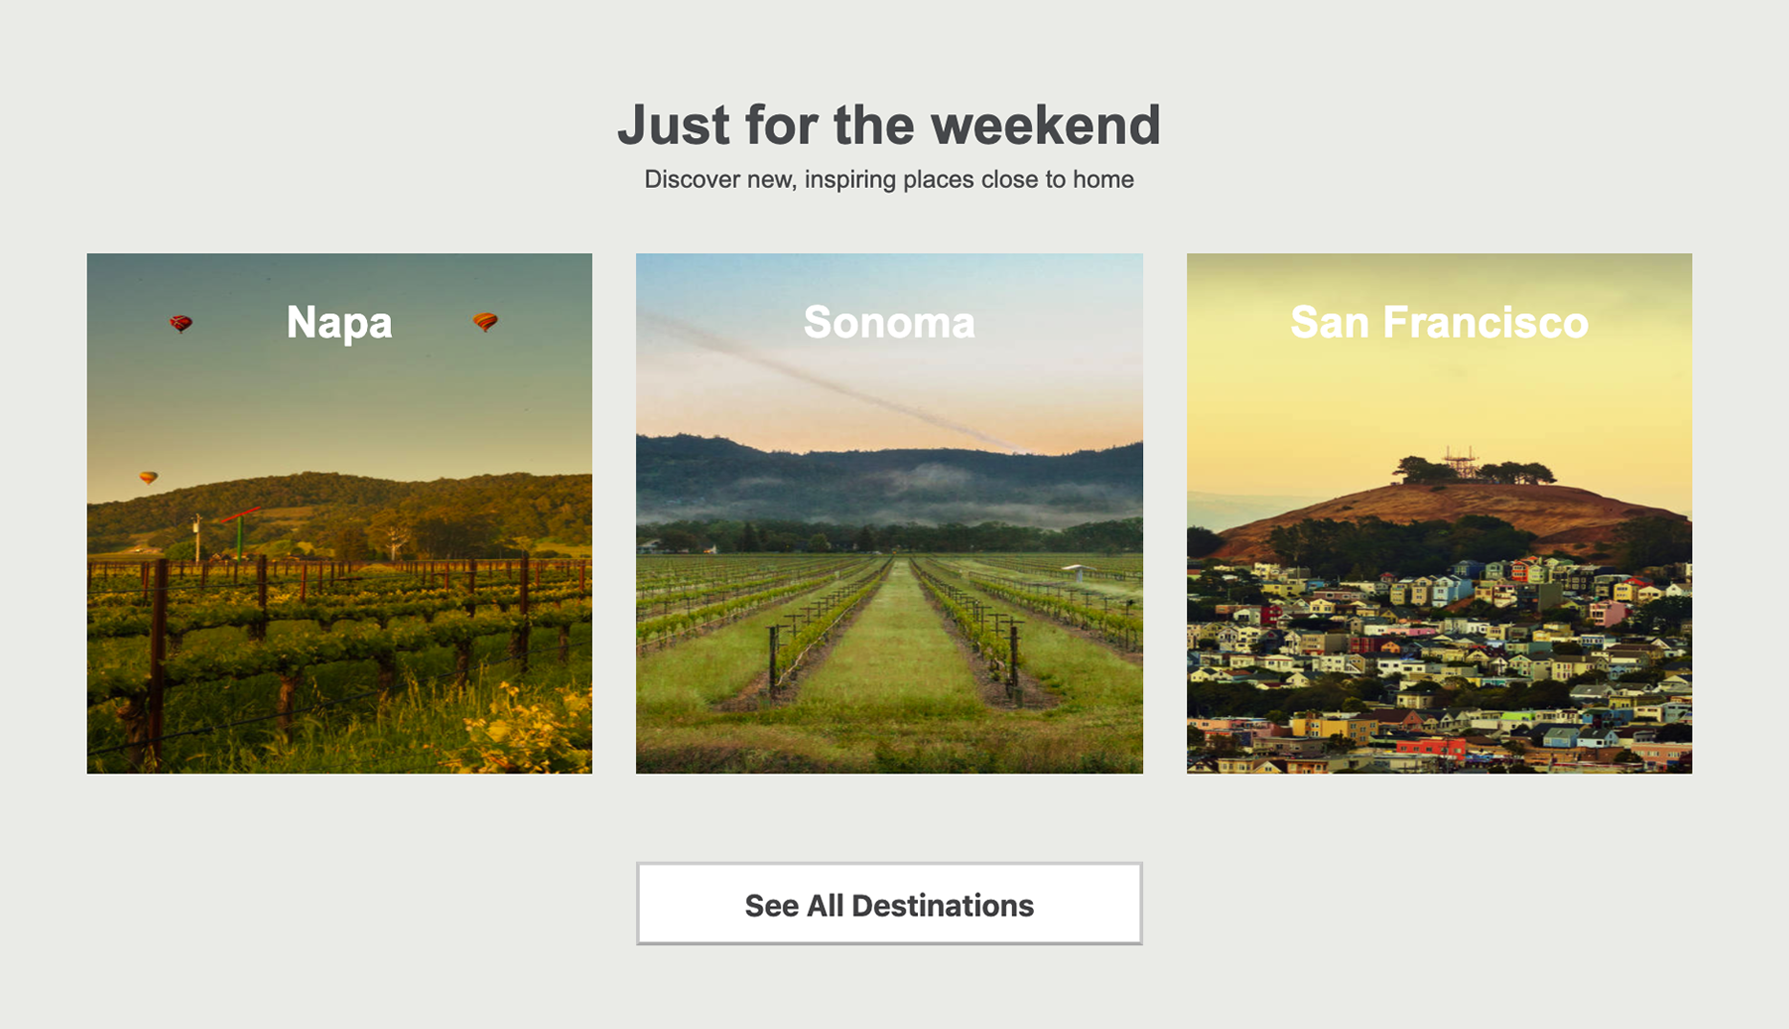 Just for the weekend
Discover new, inspiring places close to home
Napa
Sonoma
San Francisco
See All Destinations